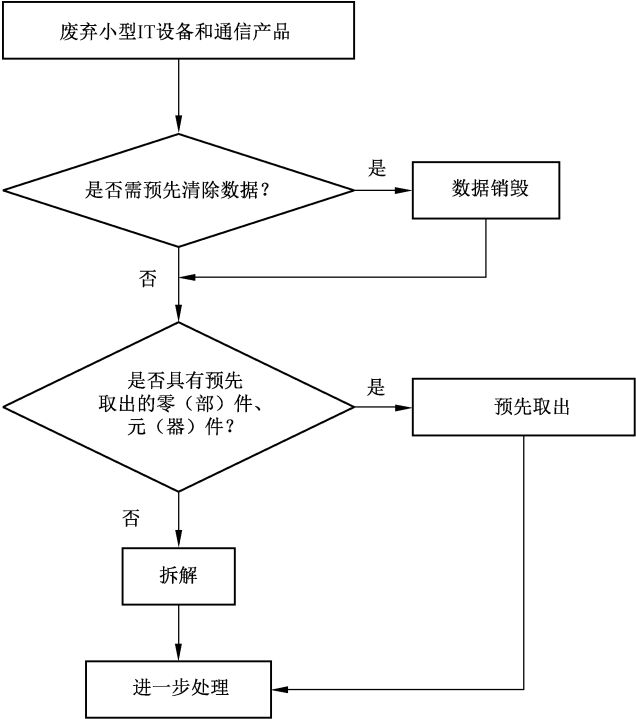 废弃小型IT设备和通信产品
是否需预先清除数据？
是
数据销毁
否
是否具有预先
取出的零（部）件、
元（器）件？
是
预先取出
否
拆解
进一步处理